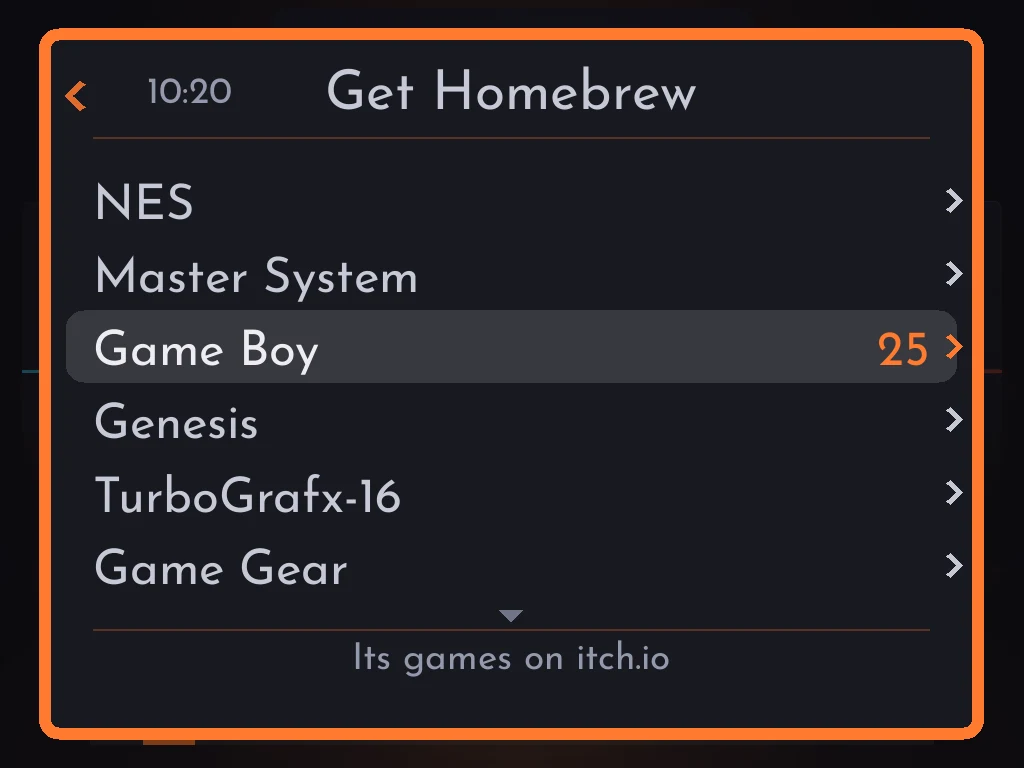 10:20 Get Homebrew
NES
Master System
Game Boy 25
Genesis
TurboGrafx-16
Game Gear
Its games on itch.io